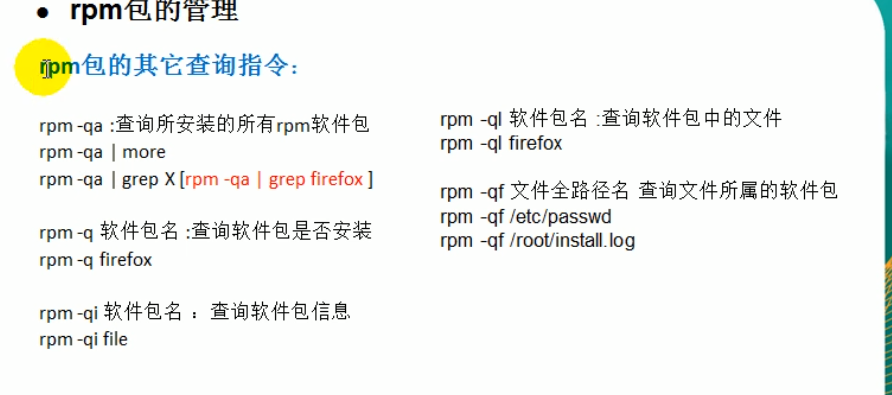 ● rpm包的管理
rpm包的其它查询指令：
rpm -qa :查询所安装的所有rpm软件包
rpm -qa | more
rpm -qa | grep X [rpm -qa | grep firefox ]
rpm -q 软件包名 :查询软件包是否安装
rpm -q firefox
rpm -qi 软件包名 ：查询软件包信息
rpm -qi file
rpm -ql 软件包名 :查询软件包中的文件
rpm -ql firefox
rpm -qf 文件全路径名 查询文件所属的软件包
rpm -qf /etc/passwd
rpm -qf /root/install.log